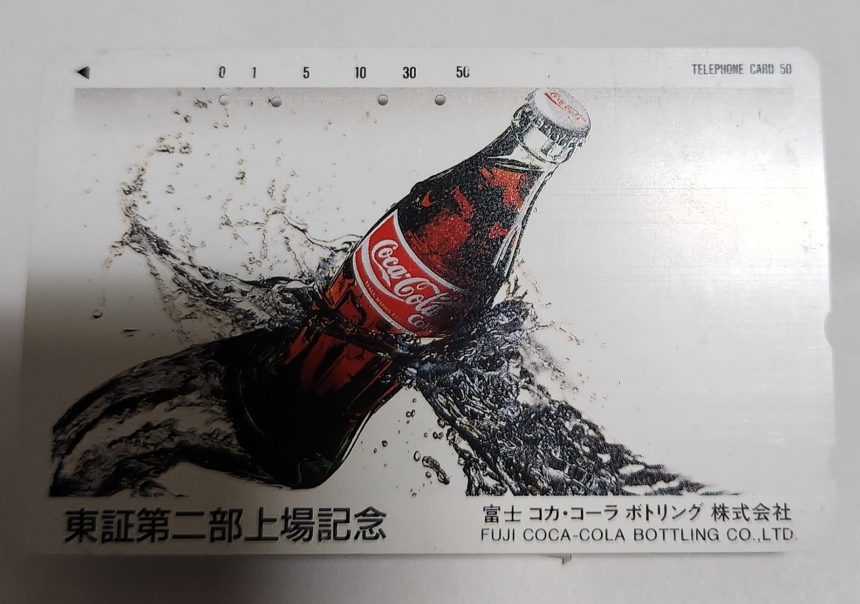 0 1 5 10 30 50 TELEPHONE CARD 50
Coca-Cola
東証第二部上場記念
富士 コカ・コーラ ボトリング 株式会社
FUJI COCA-COLA BOTTLING CO.,LTD.